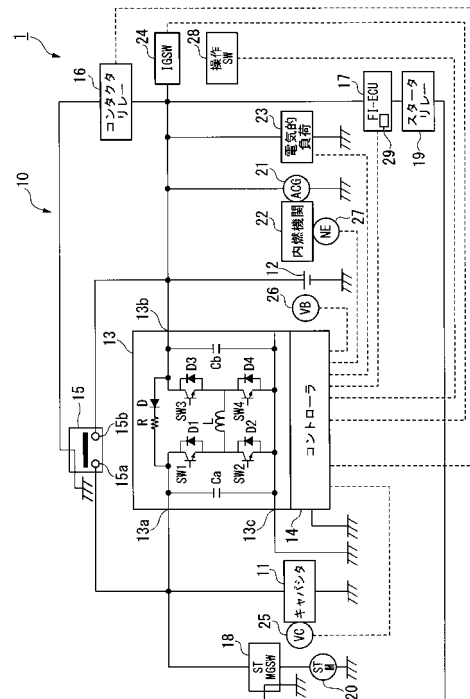 1
10
16
コンタクタ
リレー
24
IGSW
28
操作
SW
17
FI-ECU
29
スタータ
リレー
19
23
電気的
負荷
21
ACG
22
内燃機関
NE
27
12
26
VB
15
15b
15a
13
13b
D
R
D3
Cb
D4
SW3
SW4
L
D1
D2
SW1
SW2
Ca
13a
13c
14
コントローラ
11
キャパシタ
25
VC
18
ST
MGSW
ST
M
20